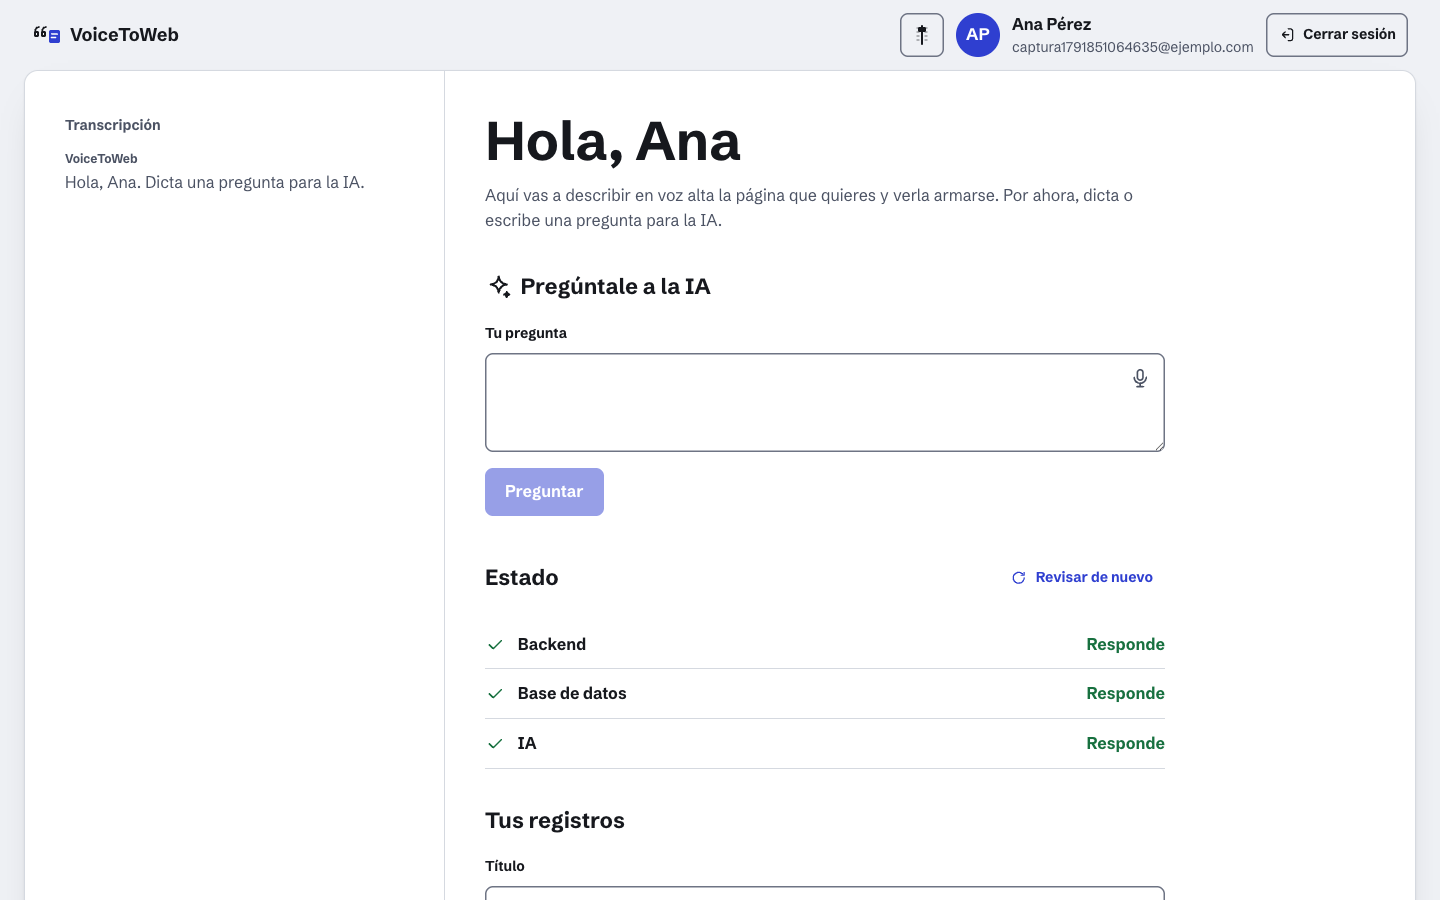 VoiceToWeb
AP
Ana Pérez
captura1791851064635@ejemplo.com
Cerrar sesión
Transcripción
VoiceToWeb
Hola, Ana. Dicta una pregunta para la IA.
Hola, Ana
Aquí vas a describir en voz alta la página que quieres y verla armarse. Por ahora, dicta o
escribe una pregunta para la IA.
Pregúntale a la IA
Tu pregunta
Preguntar
Estado
Revisar de nuevo
Backend
Responde
Base de datos
Responde
IA
Responde
Tus registros
Título